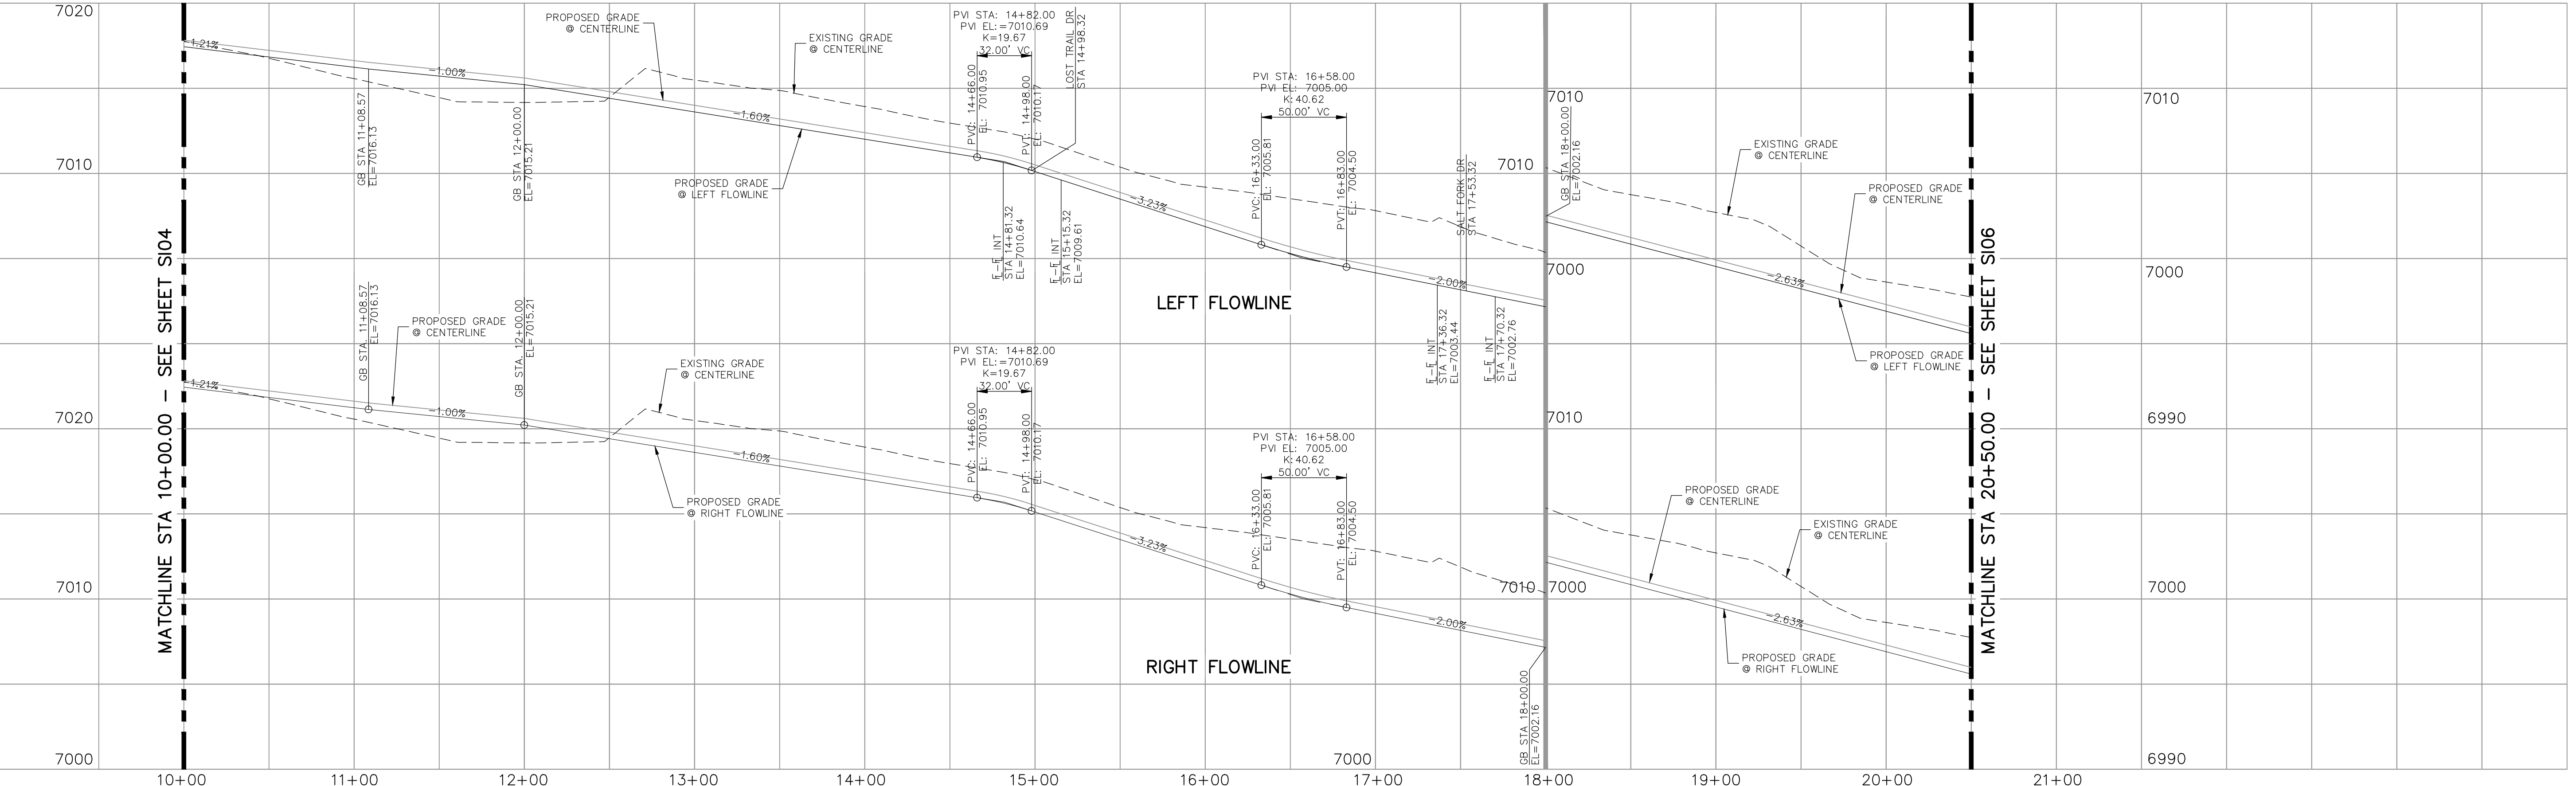 7020
7010
7020
7010
7000
MATCHLINE STA 10+00.00 - SEE SHEET SI04
-1.21%
-1.00%
PROPOSED GRADE
@ CENTERLINE
EXISTING GRADE
@ CENTERLINE
GB STA 11+08.57
EL=7016.13
GB STA 12+00.00
EL=7015.21
-1.60%
PROPOSED GRADE
@ LEFT FLOWLINE
PVI STA: 14+82.00
PVI EL:=7010.69
K=19.67
32.00' VC
PVC: 14+66.00
EL: 7010.95
PVT: 14+98.00
EL: 7010.17
LOST TRAIL DR
STA 14+98.32
FL-FL INT
STA 14+81.32
EL=7010.64
FL-FL INT
STA 15+15.32
EL=7009.61
-3.23%
PVI STA: 16+58.00
PVI EL: 7005.00
K: 40.62
50.00' VC
PVC: 16+33.00
EL: 7005.81
PVT: 16+83.00
EL: 7004.50
SALT FORK DR
STA 17+53.32
-2.00%
FL-FL INT
STA 17+36.32
EL=7003.44
FL-FL INT
STA 17+70.32
EL=7002.76
LEFT FLOWLINE
7010
7010
7000
GB STA 18+00.00
EL=7002.16
EXISTING GRADE
@ CENTERLINE
PROPOSED GRADE
@ CENTERLINE
-2.63%
PROPOSED GRADE
@ LEFT FLOWLINE
MATCHLINE STA 20+50.00 - SEE SHEET SI06
7010
7000
6990
7000
6990
-1.21%
GB STA. 11+08.57
EL=7016.13
PROPOSED GRADE
@ CENTERLINE
-1.00%
GB STA. 12+00.00
EL=7015.21
EXISTING GRADE
@ CENTERLINE
-1.60%
PROPOSED GRADE
@ RIGHT FLOWLINE
PVI STA: 14+82.00
PVI EL:=7010.69
K=19.67
32.00' VC
PVC: 14+66.00
EL: 7010.95
PVT: 14+98.00
EL: 7010.17
-3.23%
PVI STA: 16+58.00
PVI EL: 7005.00
K: 40.62
50.00' VC
PVC: 16+33.00
EL: 7005.81
PVT: 16+83.00
EL: 7004.50
-2.00%
RIGHT FLOWLINE
7010
7010
7000
7000
GB STA 18+00.00
EL=7002.16
PROPOSED GRADE
@ CENTERLINE
EXISTING GRADE
@ CENTERLINE
-2.63%
PROPOSED GRADE
@ RIGHT FLOWLINE
10+00
11+00
12+00
13+00
14+00
15+00
16+00
17+00
18+00
19+00
20+00
21+00